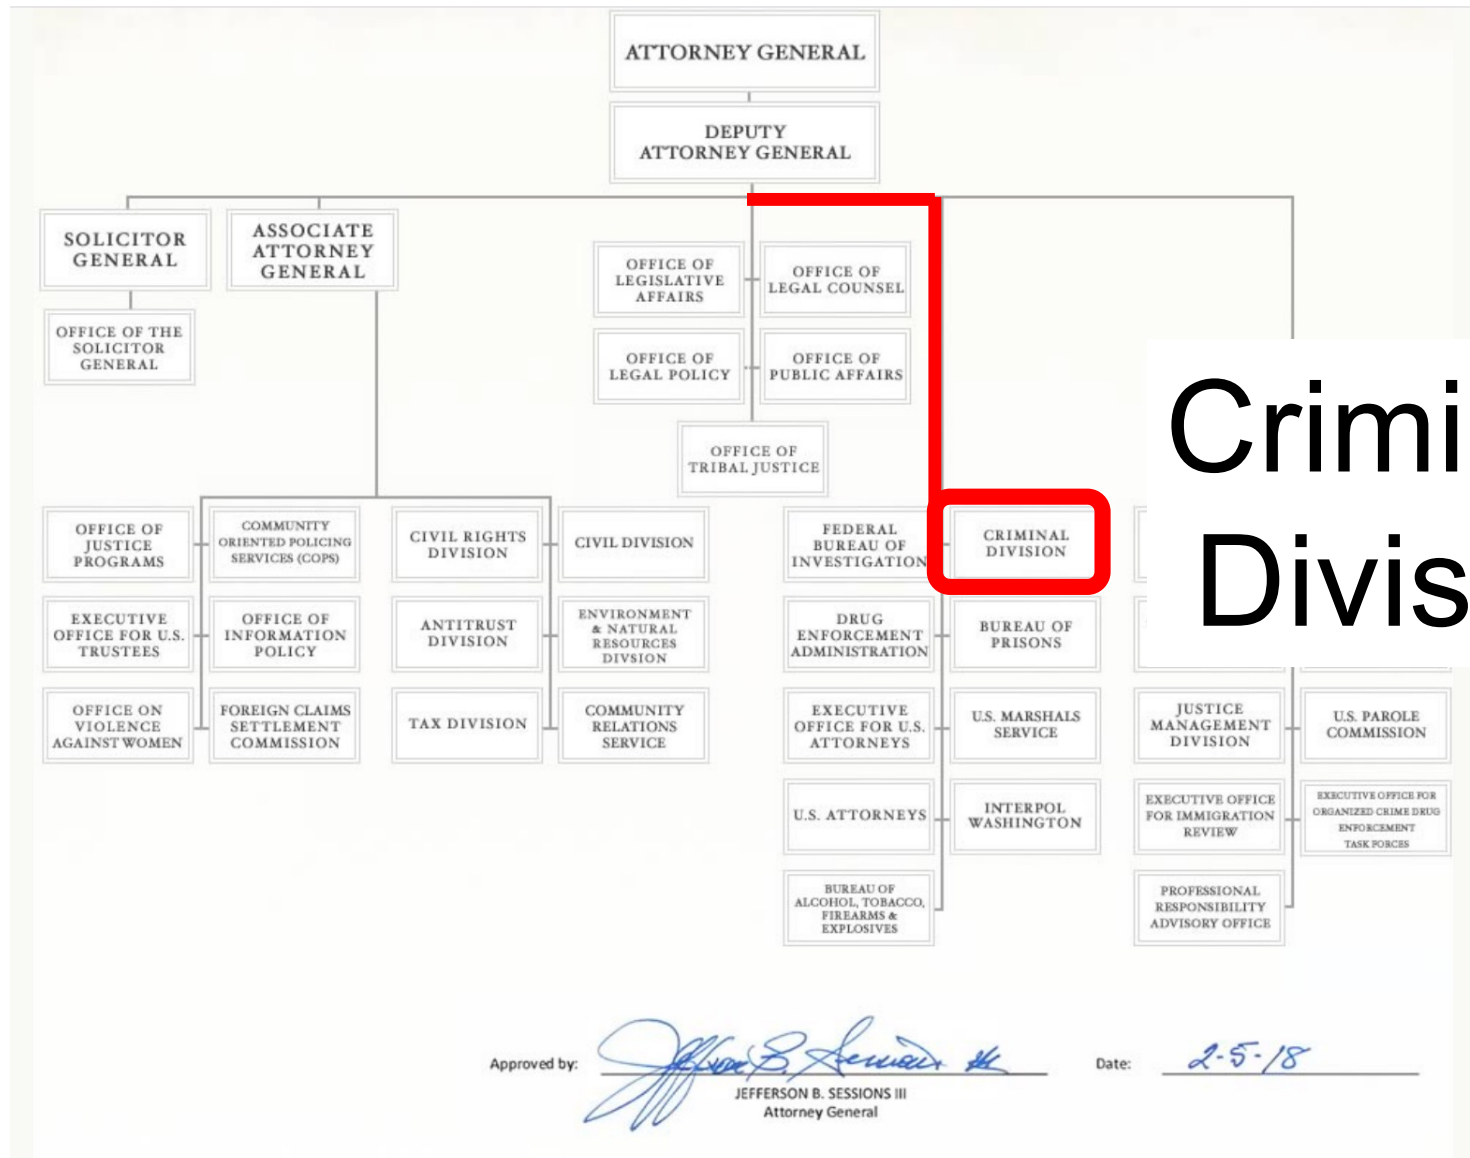 ATTORNEY GENERAL
DEPUTY
ATTORNEY GENERAL
SOLICITOR
GENERAL
ASSOCIATE
ATTORNEY
GENERAL
OFFICE OF THE
SOLICITOR
GENERAL
OFFICE OF
LEGISLATIVE
AFFAIRS
OFFICE OF
LEGAL COUNSEL
OFFICE OF
LEGAL POLICY
OFFICE OF
PUBLIC AFFAIRS
OFFICE OF
TRIBAL JUSTICE
Crimi
Divis
OFFICE OF
JUSTICE
PROGRAMS
COMMUNITY
ORIENTED POLICING
SERVICES (COPS)
CIVIL RIGHTS
DIVISION
CIVIL DIVISION
FEDERAL
BUREAU OF
INVESTIGATION
CRIMINAL
DIVISION
EXECUTIVE
OFFICE FOR U.S.
TRUSTEES
OFFICE OF
INFORMATION
POLICY
ANTITRUST
DIVISION
ENVIRONMENT
& NATURAL
RESOURCES
DIVSION
DRUG
ENFORCEMENT
ADMINISTRATION
BUREAU OF
PRISONS
OFFICE ON
VIOLENCE
AGAINST WOMEN
FOREIGN CLAIMS
SETTLEMENT
COMMISSION
TAX DIVISION
COMMUNITY
RELATIONS
SERVICE
EXECUTIVE
OFFICE FOR U.S.
ATTORNEYS
U.S. MARSHALS
SERVICE
JUSTICE
MANAGEMENT
DIVISION
U.S. PAROLE
COMMISSION
U.S. ATTORNEYS
INTERPOL
WASHINGTON
EXECUTIVE OFFICE
FOR IMMIGRATION
REVIEW
EXECUTIVE OFFICE FOR
ORGANIZED CRIME DRUG
ENFORCEMENT
TASK FORCES
BUREAU OF
ALCOHOL, TOBACCO,
FIREARMS &
EXPLOSIVES
PROFESSIONAL
RESPONSIBILITY
ADVISORY OFFICE
Approved by:
JEFFERSON B. SESSIONS III
Attorney General
Date: 2-5-18